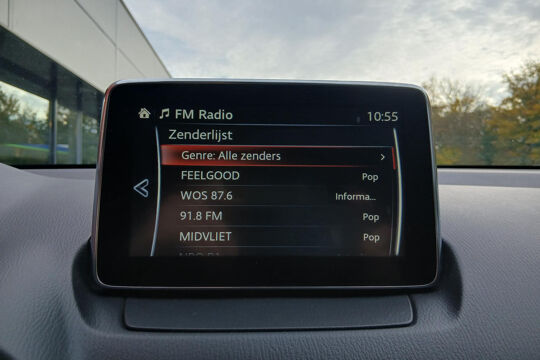 FM Radio 10:55
Zenderlijst
Genre: Alle zenders
FEELGOOD Pop
WOS 87.6 Informa...
91.8 FM Pop
MIDVLIET Pop